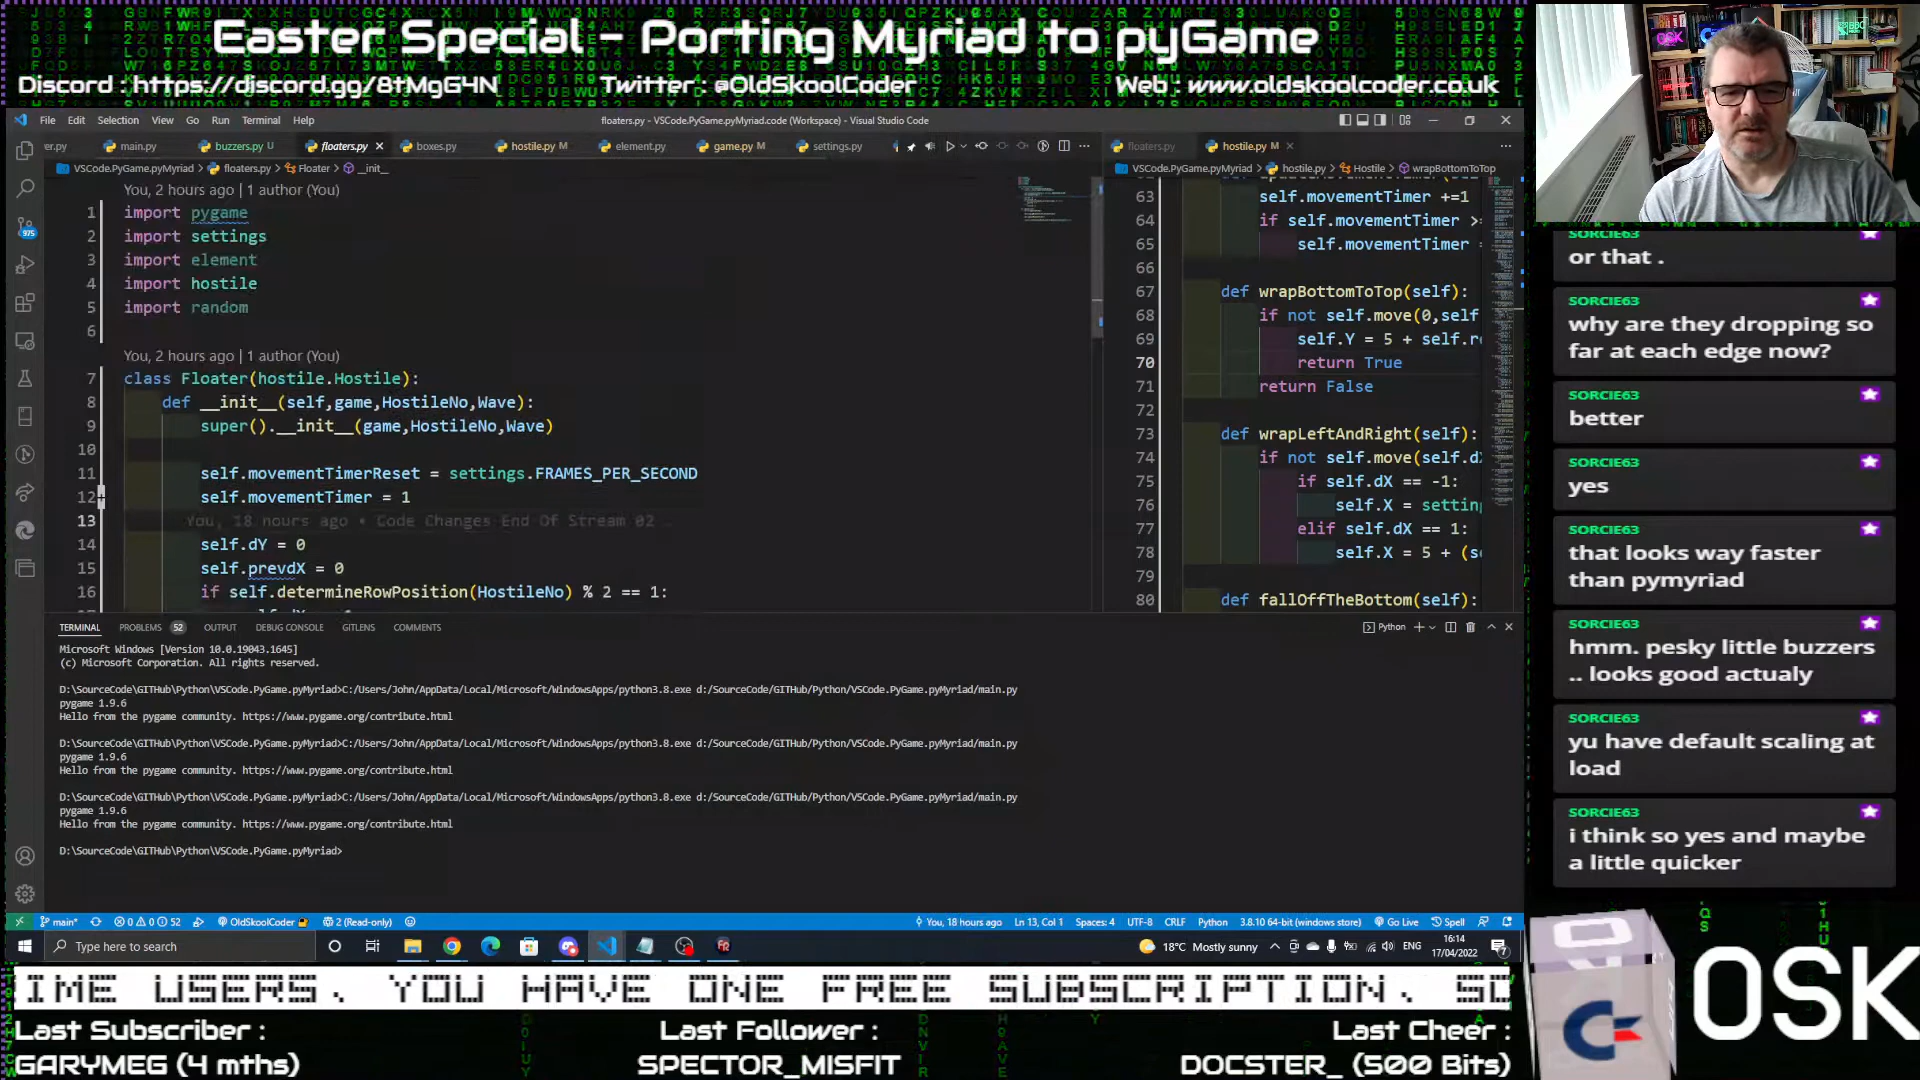 Easter Special - Porting Myriad to pyGame
Discord : https://discord.gg/8tMgG4N Twitter : @OldSkoolCoder Web : www.oldskoolcoder.co.uk
File Edit Selection View Go Run Terminal Help
floaters.py - VSCode.PyGame.pyMyriad.code (Workspace) - Visual Studio Code
er.py main.py buzzers.py U floaters.py boxes.py hostile.py M element.py game.py M settings.py
VSCode.PyGame.pyMyriad > floaters.py > Floater > __init__
You, 2 hours ago | 1 author (You)
1 import pygame
2 import settings
3 import element
4 import hostile
5 import random
6
You, 2 hours ago | 1 author (You)
7 class Floater(hostile.Hostile):
8 def __init__(self,game,HostileNo,Wave):
9 super().__init__(game,HostileNo,Wave)
10
11 self.movementTimerReset = settings.FRAMES_PER_SECOND
12 self.movementTimer = 1
13 You, 18 hours ago • Code Changes End Of Stream 02
14 self.dY = 0
15 self.prevdX = 0
16 if self.determineRowPosition(HostileNo) % 2 == 1:
floaters.py hostile.py M
VSCode.PyGame.pyMyriad > hostile.py > Hostile > wrapBottomToTop
63 self.movementTimer +=1
64 if self.movementTimer >
65 self.movementTimer =
66
67 def wrapBottomToTop(self):
68 if not self.move(0,self
69 self.Y = 5 + self.r
70 return True
71 return False
72
73 def wrapLeftAndRight(self):
74 if not self.move(self.d
75 if self.dX == -1:
76 self.X = settin
77 elif self.dX == 1:
78 self.X = 5 + (s
79
80 def fallOffTheBottom(self):
975
TERMINAL PROBLEMS 52 OUTPUT DEBUG CONSOLE GITLENS COMMENTS
Python
Microsoft Windows [Version 10.0.19043.1645]
(c) Microsoft Corporation. All rights reserved.
D:\SourceCode\GITHub\Python\VSCode.PyGame.pyMyriad>C:/Users/John/AppData/Local/Microsoft/WindowsApps/python3.8.exe d:/SourceCode/GITHub/Python/VSCode.PyGame.pyMyriad/main.py
pygame 1.9.6
Hello from the pygame community. https://www.pygame.org/contribute.html
D:\SourceCode\GITHub\Python\VSCode.PyGame.pyMyriad>C:/Users/John/AppData/Local/Microsoft/WindowsApps/python3.8.exe d:/SourceCode/GITHub/Python/VSCode.PyGame.pyMyriad/main.py
pygame 1.9.6
Hello from the pygame community. https://www.pygame.org/contribute.html
D:\SourceCode\GITHub\Python\VSCode.PyGame.pyMyriad>C:/Users/John/AppData/Local/Microsoft/WindowsApps/python3.8.exe d:/SourceCode/GITHub/Python/VSCode.PyGame.pyMyriad/main.py
pygame 1.9.6
Hello from the pygame community. https://www.pygame.org/contribute.html
D:\SourceCode\GITHub\Python\VSCode.PyGame.pyMyriad>
main* 0 0 52 OldSkoolCoder 2 (Read-only) You, 18 hours ago Ln 13, Col 1 Spaces: 4 UTF-8 CRLF Python 3.8.10 64-bit (windows store) Go Live Spell
Type here to search
18°C Mostly sunny ENG 16:14
17/04/2022
SORCIE63
or that .
SORCIE63
why are they dropping so
far at each edge now?
SORCIE63
better
SORCIE63
yes
SORCIE63
that looks way faster
than pymyriad
SORCIE63
hmm. pesky little buzzers
.. looks good actualy
SORCIE63
yu have default scaling at
load
SORCIE63
i think so yes and maybe
a little quicker
IME USERS, YOU HAVE ONE FREE SUBSCRIPTION. SO
Last Subscriber :
GARYMEG (4 mths)
Last Follower :
SPECTOR_MISFIT
Last Cheer :
DOCSTER_ (500 Bits)
OSK